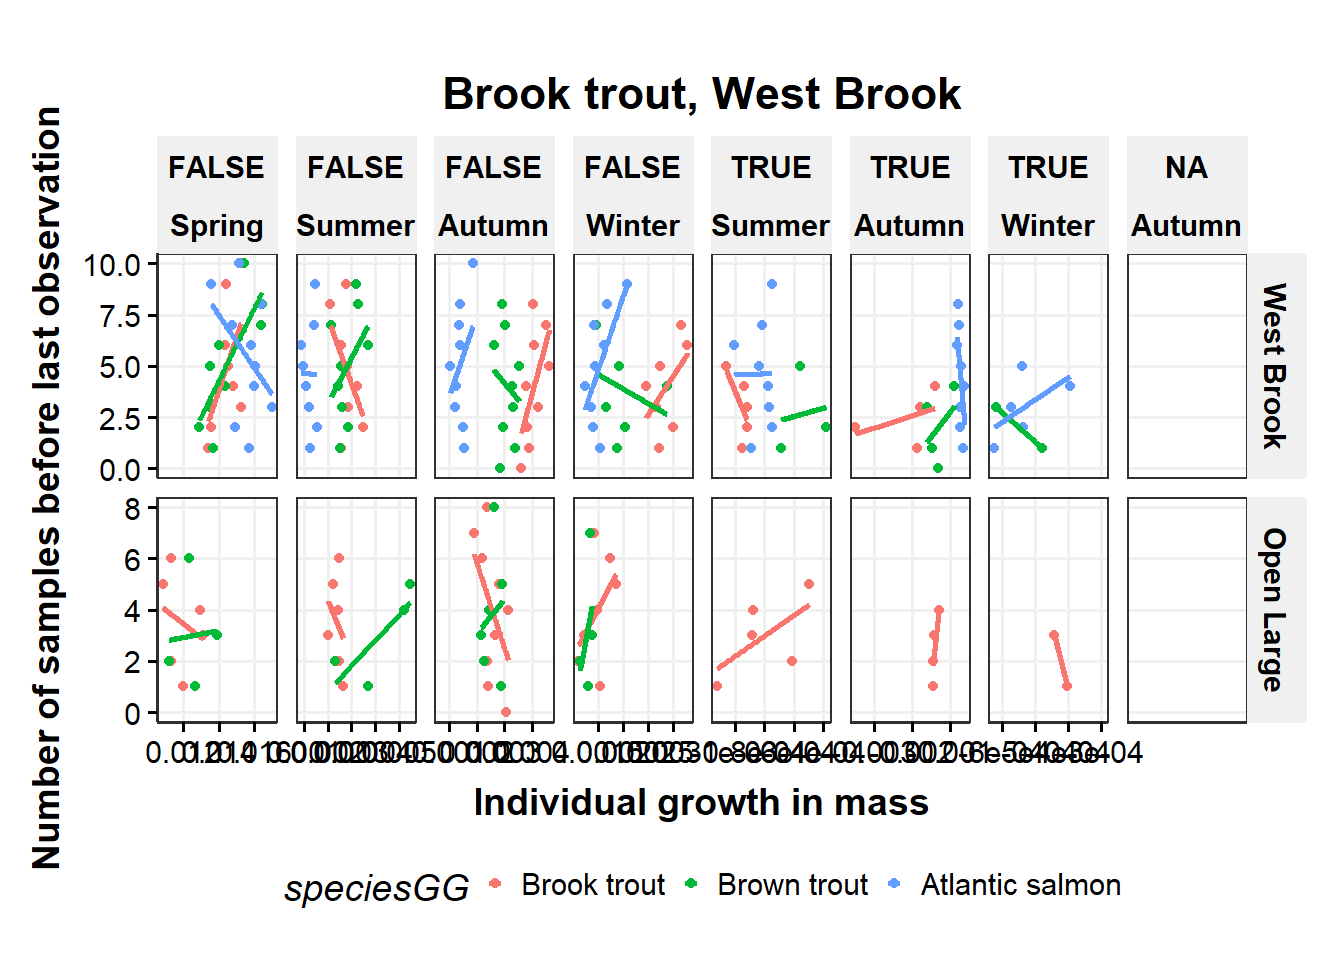 Brook trout, West Brook
FALSE FALSE FALSE FALSE TRUE TRUE TRUE NA
Spring Summer Autumn Winter Summer Autumn Winter Autumn
Number of samples before last observation
10.0
7.5
5.0
2.5
0.0
West Brook
8
6
4
2
0
Open Large
Individual growth in mass
speciesGG Brook trout Brown trout Atlantic salmon